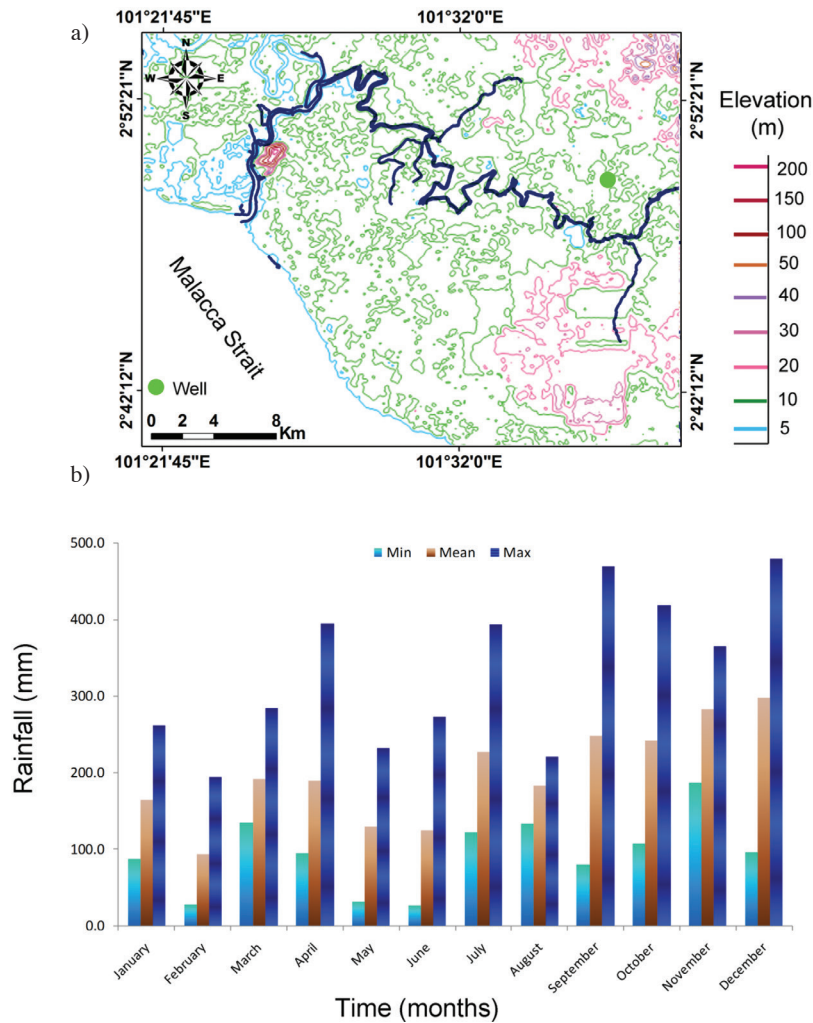 a)
101°21'45"E
101°32'0"E
N
W
E
S
2°52'21"N
2°52'21"N
Elevation
(m)
200
150
100
50
40
30
20
10
5
Malacca Strait
2°42'12"N
2°42'12"N
Well
0 2 4 8
Km
101°21'45"E
101°32'0"E
b)
500.0
Min Mean Max
400.0
300.0
200.0
100.0
0.0
Rainfall (mm)
January
February
March
April
May
June
July
August
September
October
November
December
Time (months)